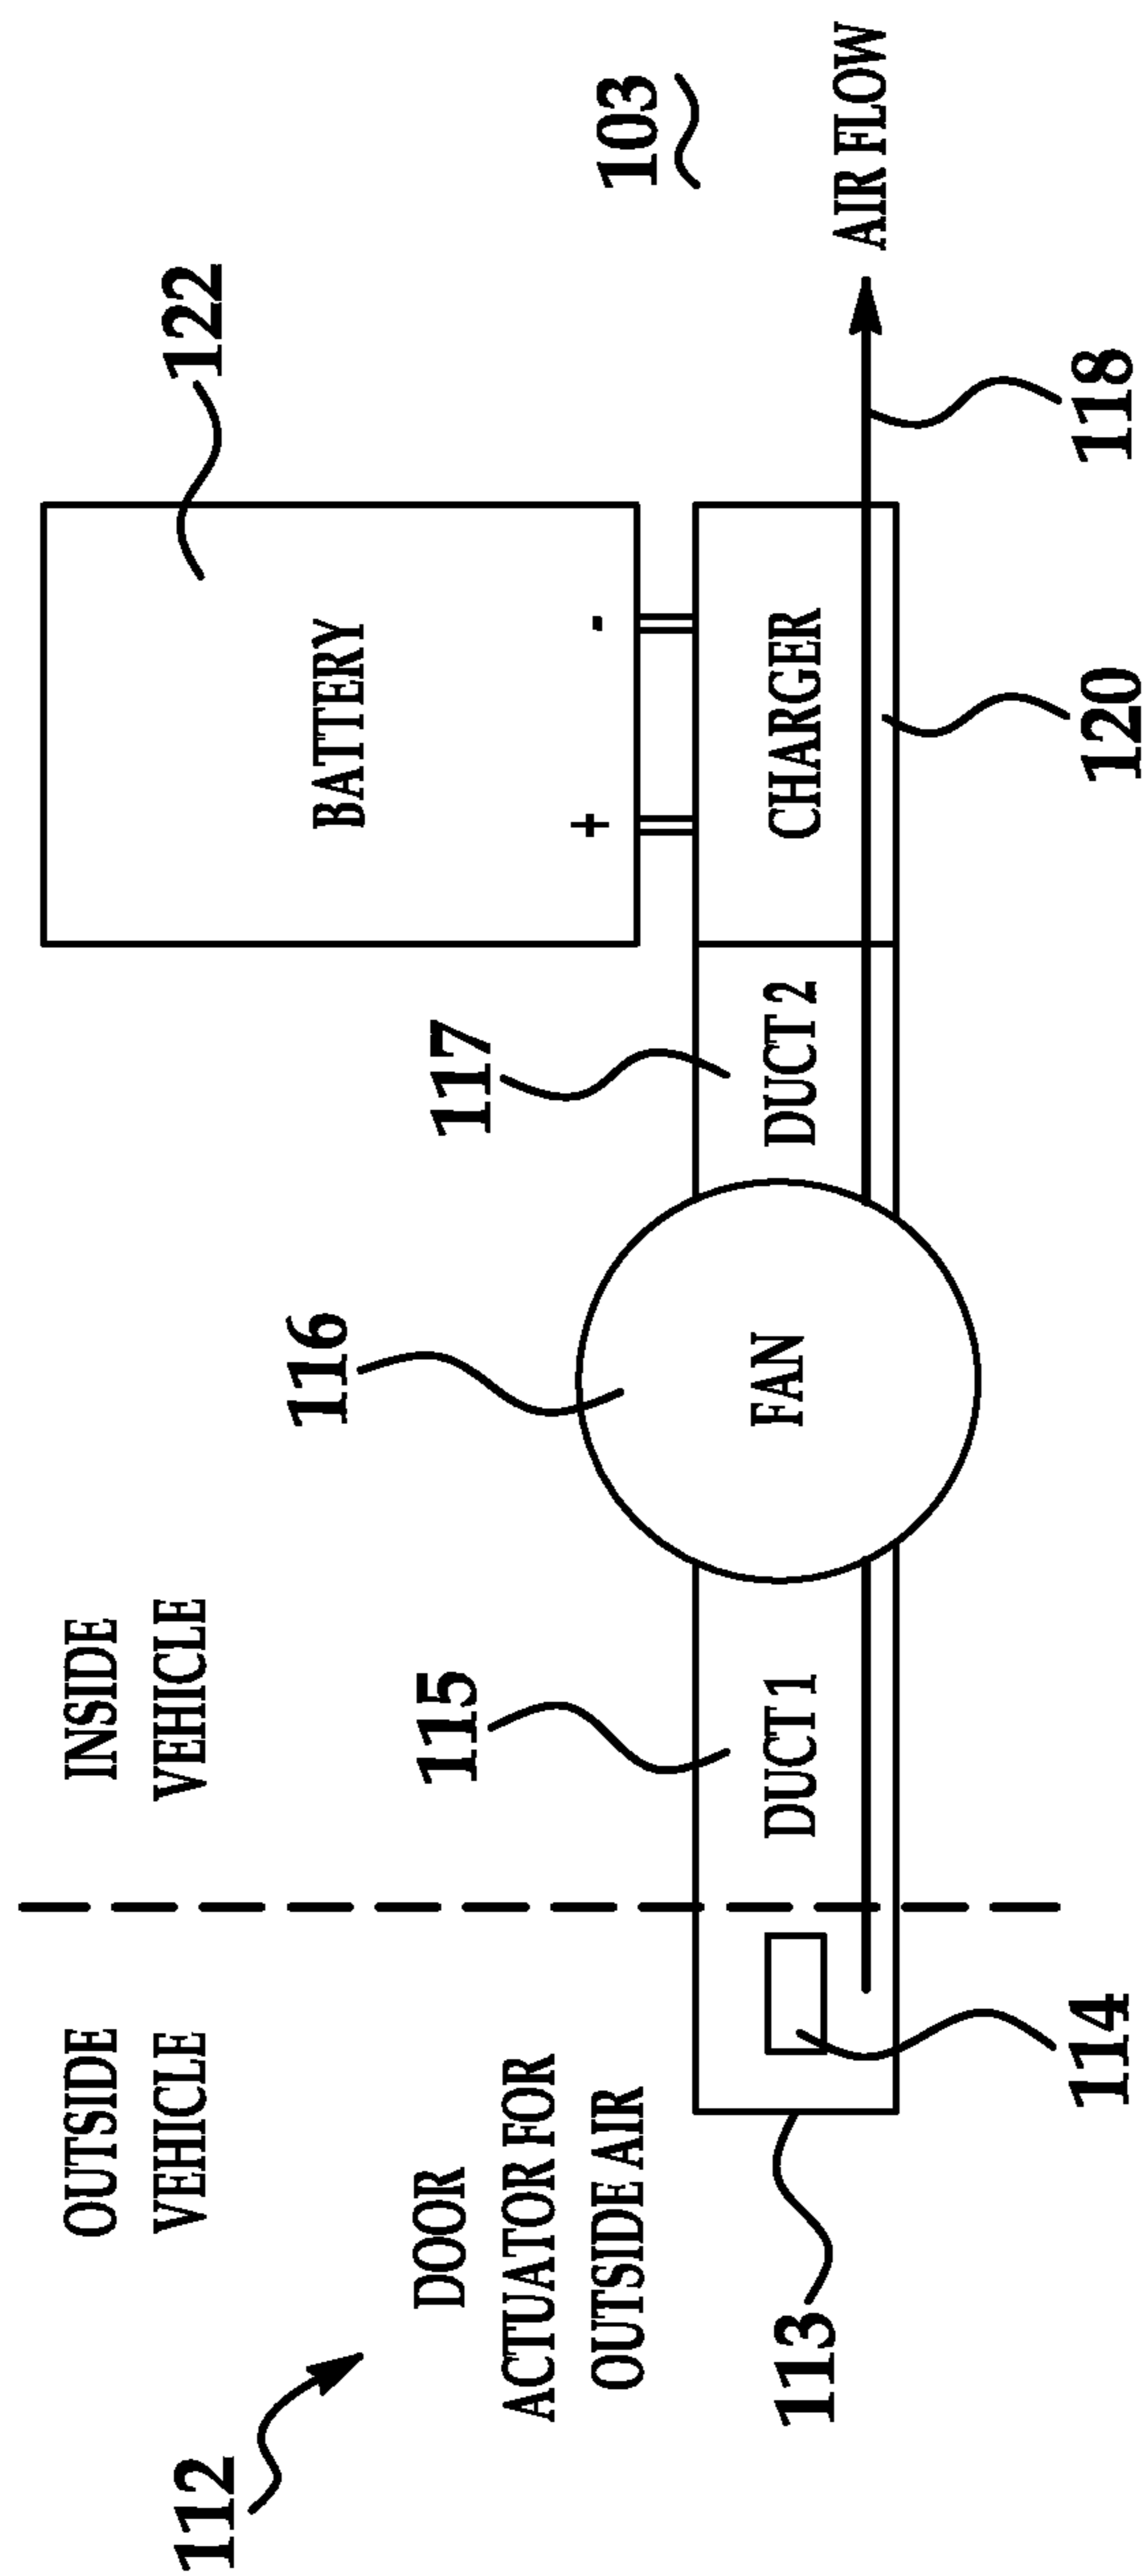 112
OUTSIDE
VEHICLE
INSIDE
VEHICLE
DOOR
ACTUATOR FOR
OUTSIDE AIR
113
114
115
DUCT 1
116
FAN
117
DUCT 2
122
BATTERY
+
-
CHARGER
120
118
103
AIR FLOW